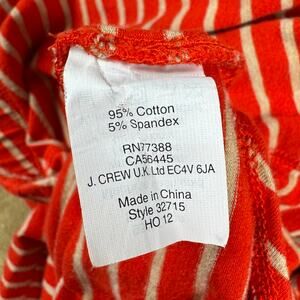 95% Cotton
5% Spandex
RN77388
CA56445
J. CREW U.K. Ltd EC4V 6JA
Made in China
Style 32715
HO 12